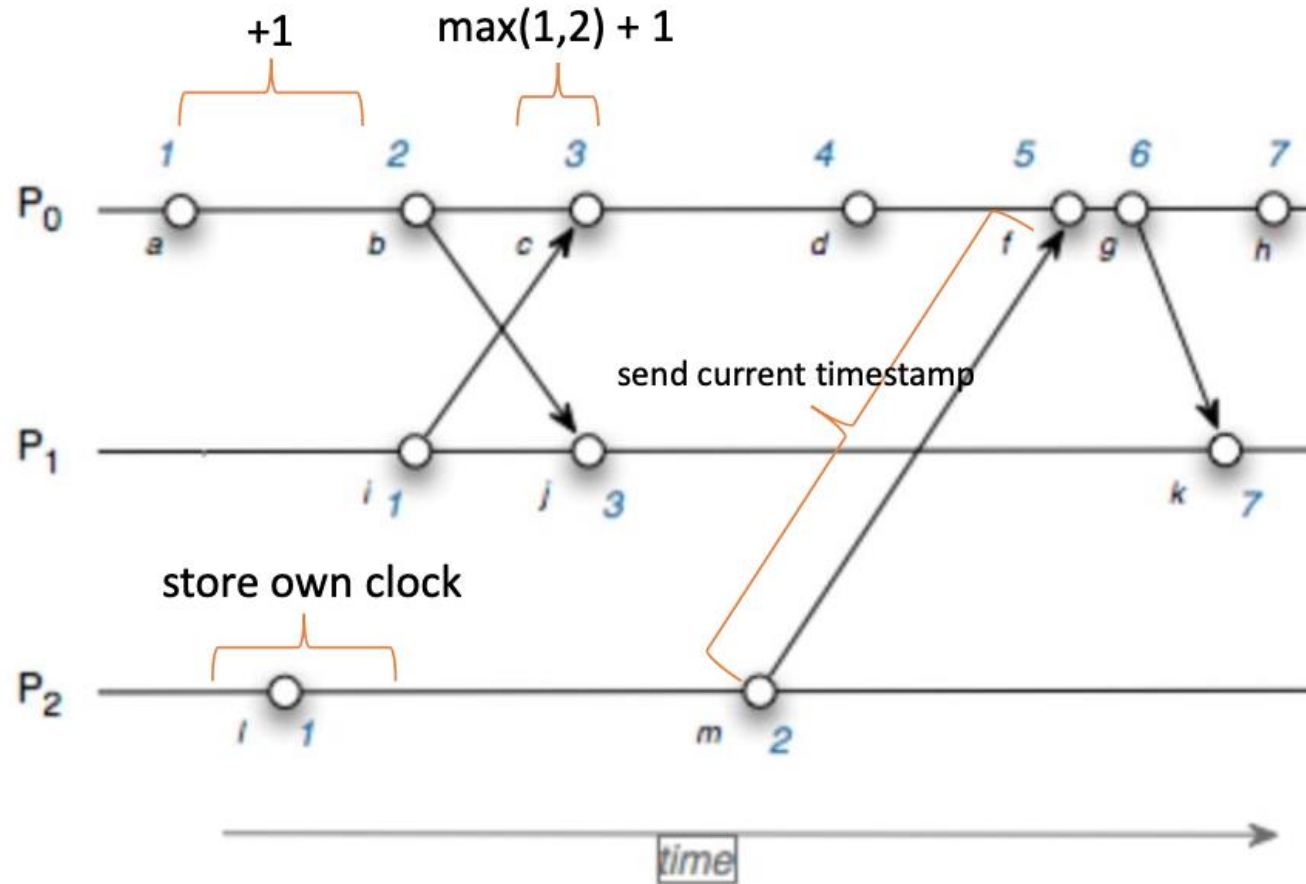 +1
max(1,2) + 1
1 2 3 4 5 6 7
P0
a b c d f g h
send current timestamp
P1
i 1 j 3 k 7
store own clock
P2
l 1 m 2
time